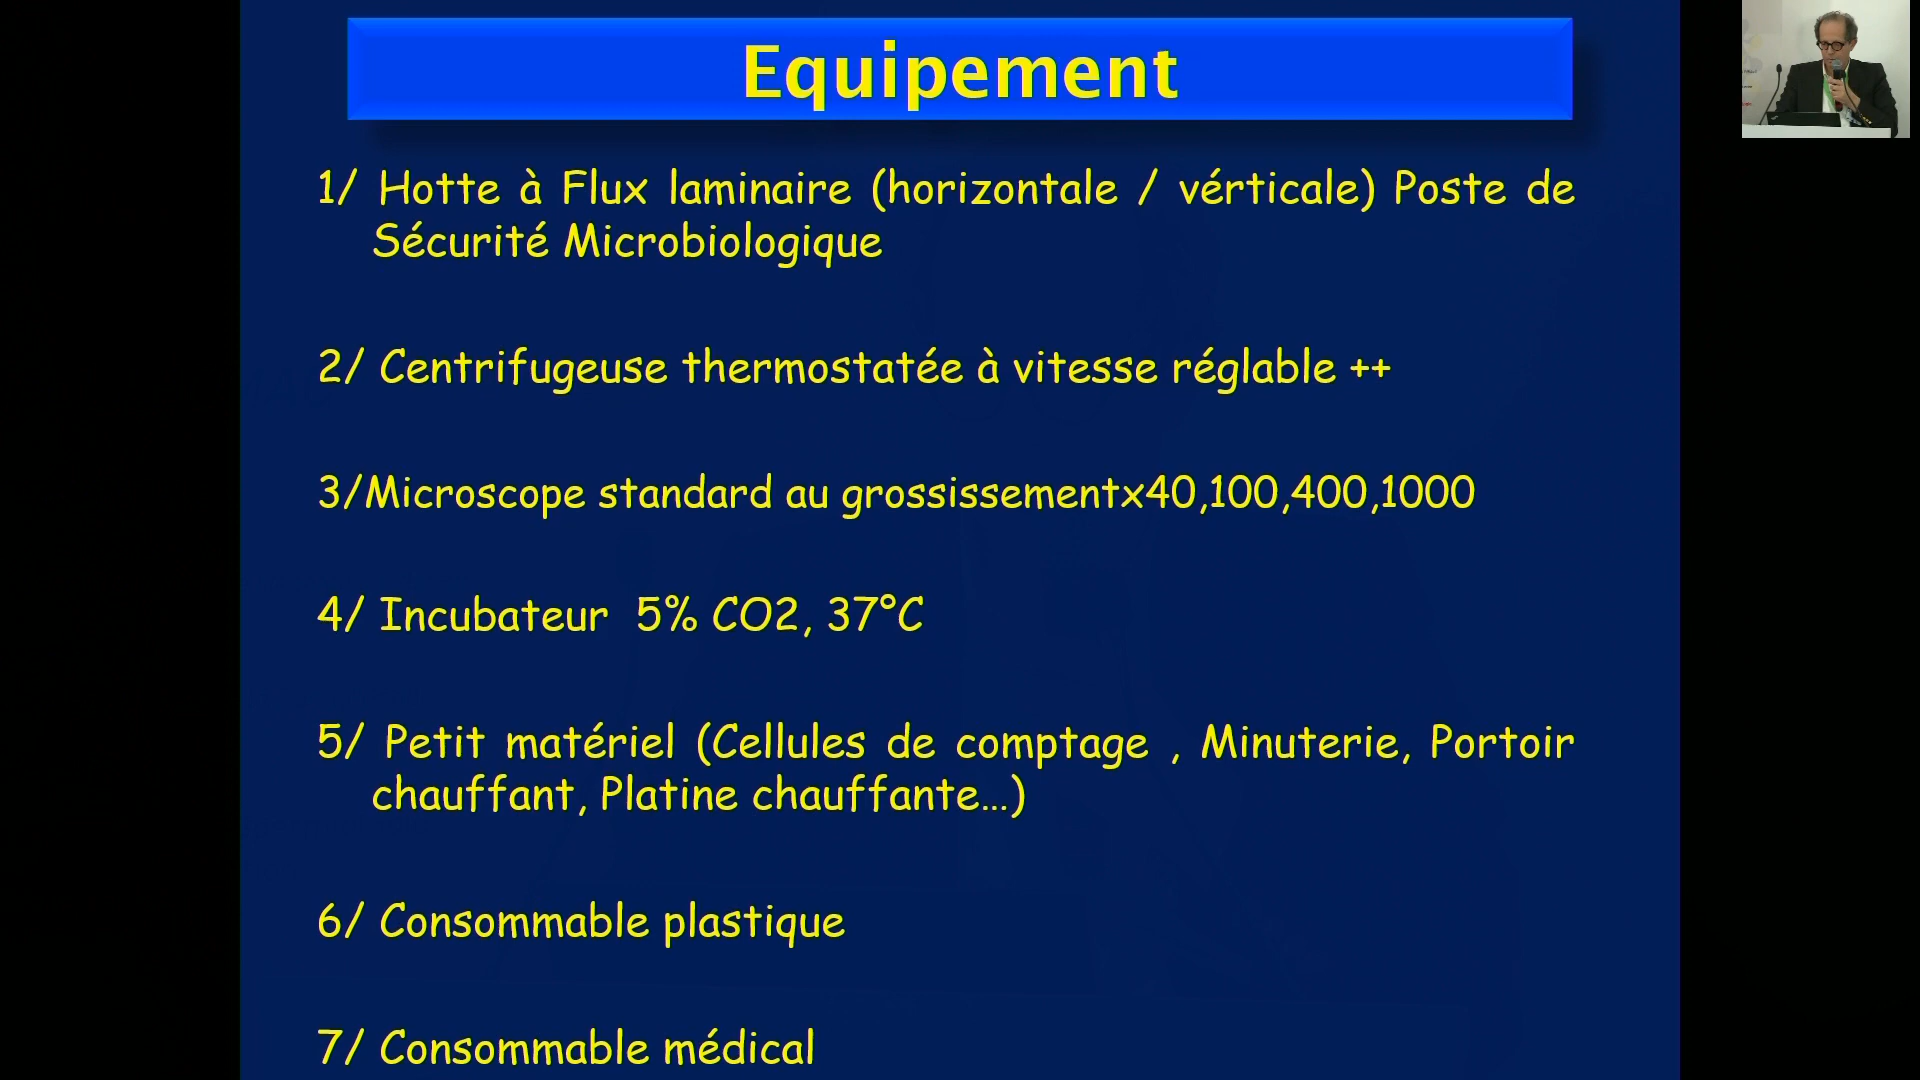 Equipement
1/ Hotte à Flux laminaire (horizontale / vérticale) Poste de
Sécurité Microbiologique
2/ Centrifugeuse thermostatée à vitesse réglable ++
3/Microscope standard au grossissementx40,100,400,1000
4/ Incubateur 5% CO2, 37°C
5/ Petit matériel (Cellules de comptage , Minuterie, Portoir
chauffant, Platine chauffante…)
6/ Consommable plastique
7/ Consommable médical